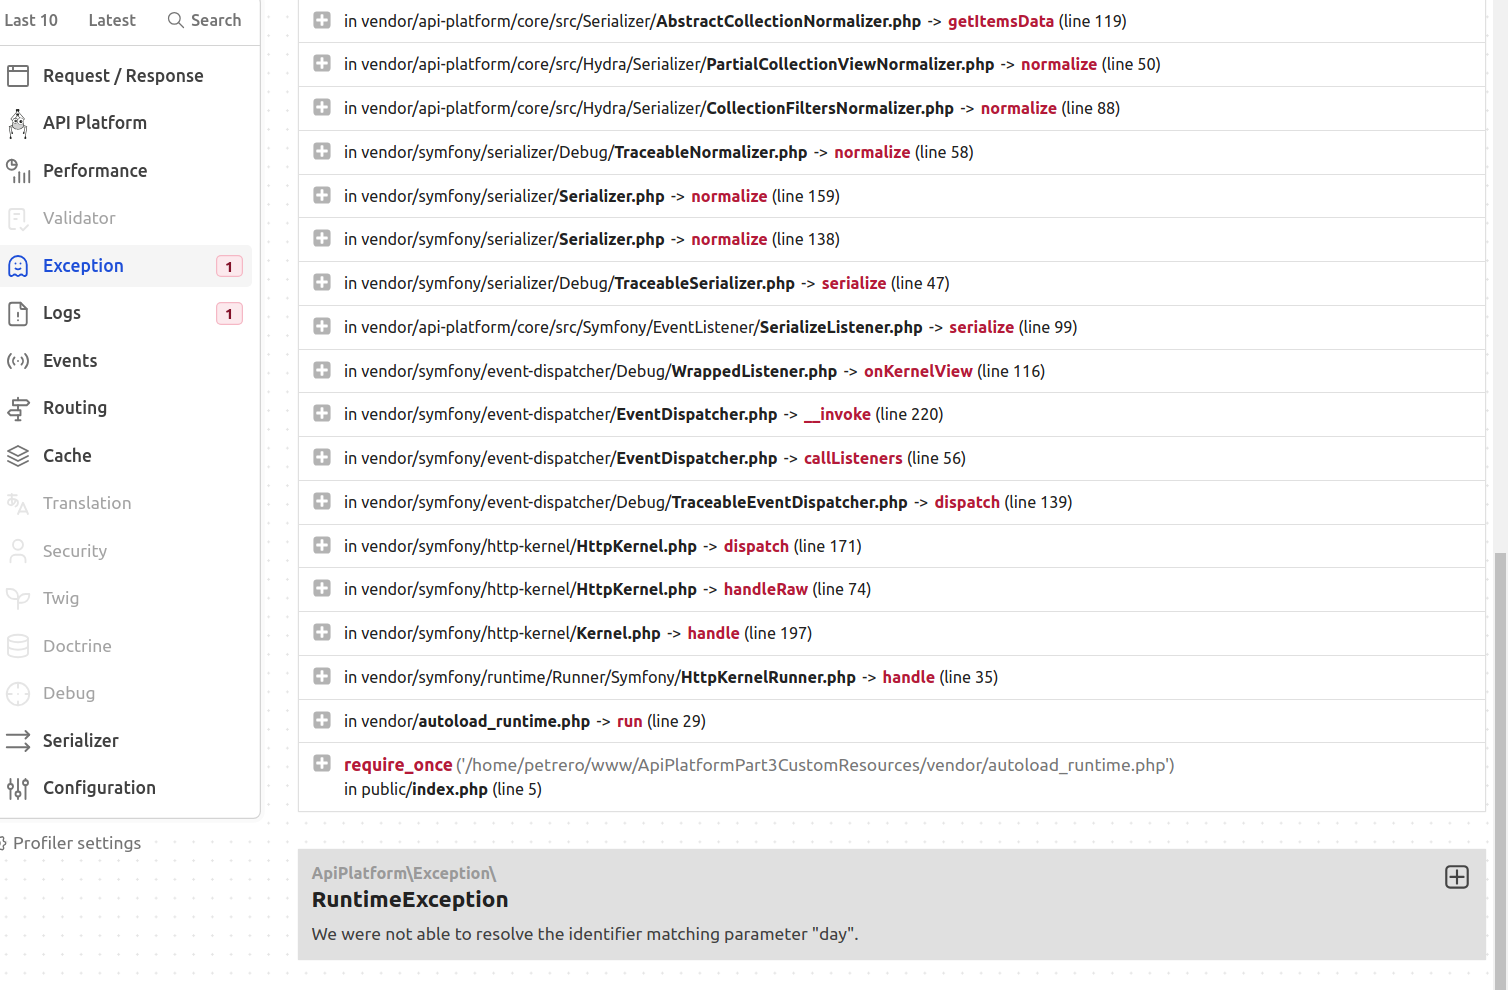 Last 10 Latest Search
Request / Response
API Platform
Performance
Validator
Exception 1
Logs 1
Events
Routing
Cache
Translation
Security
Twig
Doctrine
Debug
Serializer
Configuration
Profiler settings
in vendor/api-platform/core/src/Serializer/AbstractCollectionNormalizer.php -> getItemsData (line 119)
in vendor/api-platform/core/src/Hydra/Serializer/PartialCollectionViewNormalizer.php -> normalize (line 50)
in vendor/api-platform/core/src/Hydra/Serializer/CollectionFiltersNormalizer.php -> normalize (line 88)
in vendor/symfony/serializer/Debug/TraceableNormalizer.php -> normalize (line 58)
in vendor/symfony/serializer/Serializer.php -> normalize (line 159)
in vendor/symfony/serializer/Serializer.php -> normalize (line 138)
in vendor/symfony/serializer/Debug/TraceableSerializer.php -> serialize (line 47)
in vendor/api-platform/core/src/Symfony/EventListener/SerializeListener.php -> serialize (line 99)
in vendor/symfony/event-dispatcher/Debug/WrappedListener.php -> onKernelView (line 116)
in vendor/symfony/event-dispatcher/EventDispatcher.php -> __invoke (line 220)
in vendor/symfony/event-dispatcher/EventDispatcher.php -> callListeners (line 56)
in vendor/symfony/event-dispatcher/Debug/TraceableEventDispatcher.php -> dispatch (line 139)
in vendor/symfony/http-kernel/HttpKernel.php -> dispatch (line 171)
in vendor/symfony/http-kernel/HttpKernel.php -> handleRaw (line 74)
in vendor/symfony/http-kernel/Kernel.php -> handle (line 197)
in vendor/symfony/runtime/Runner/Symfony/HttpKernelRunner.php -> handle (line 35)
in vendor/autoload_runtime.php -> run (line 29)
require_once('/home/petrero/www/ApiPlatformPart3CustomResources/vendor/autoload_runtime.php')
in public/index.php (line 5)
ApiPlatform\Exception\
RuntimeException
We were not able to resolve the identifier matching parameter "day".